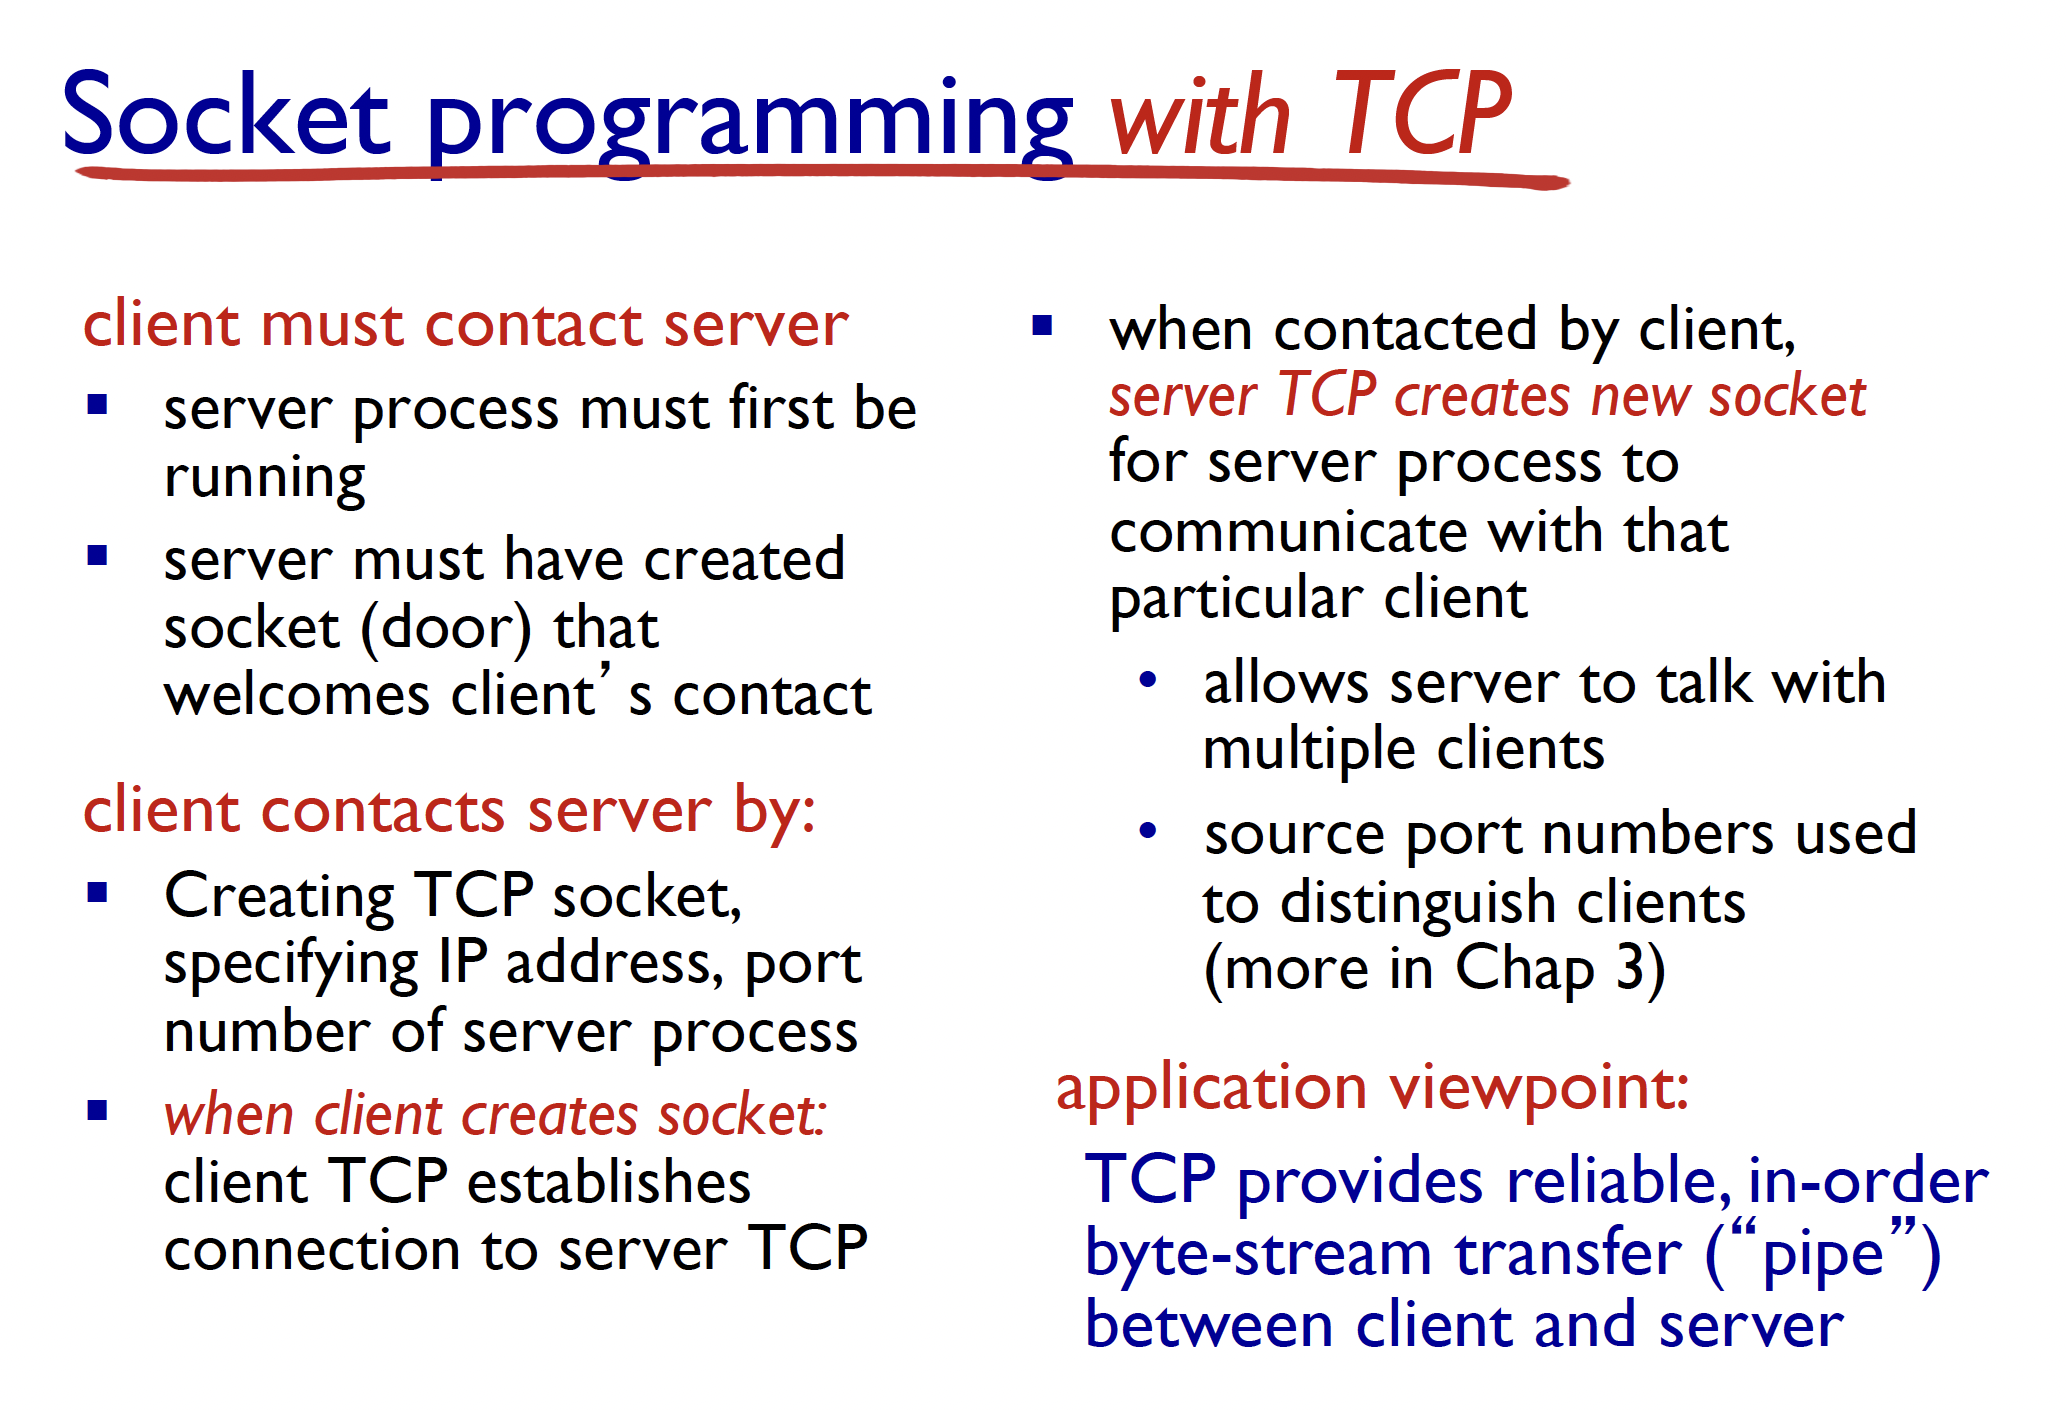 Socket programming with TCP
client must contact server
▪ server process must first be
running
▪ server must have created
socket (door) that
welcomes client’s contact
client contacts server by:
▪ Creating TCP socket,
specifying IP address, port
number of server process
▪ when client creates socket:
client TCP establishes
connection to server TCP
▪ when contacted by client,
server TCP creates new socket
for server process to
communicate with that
particular client
• allows server to talk with
multiple clients
• source port numbers used
to distinguish clients
(more in Chap 3)
application viewpoint:
TCP provides reliable, in-order
byte-stream transfer (“pipe”)
between client and server